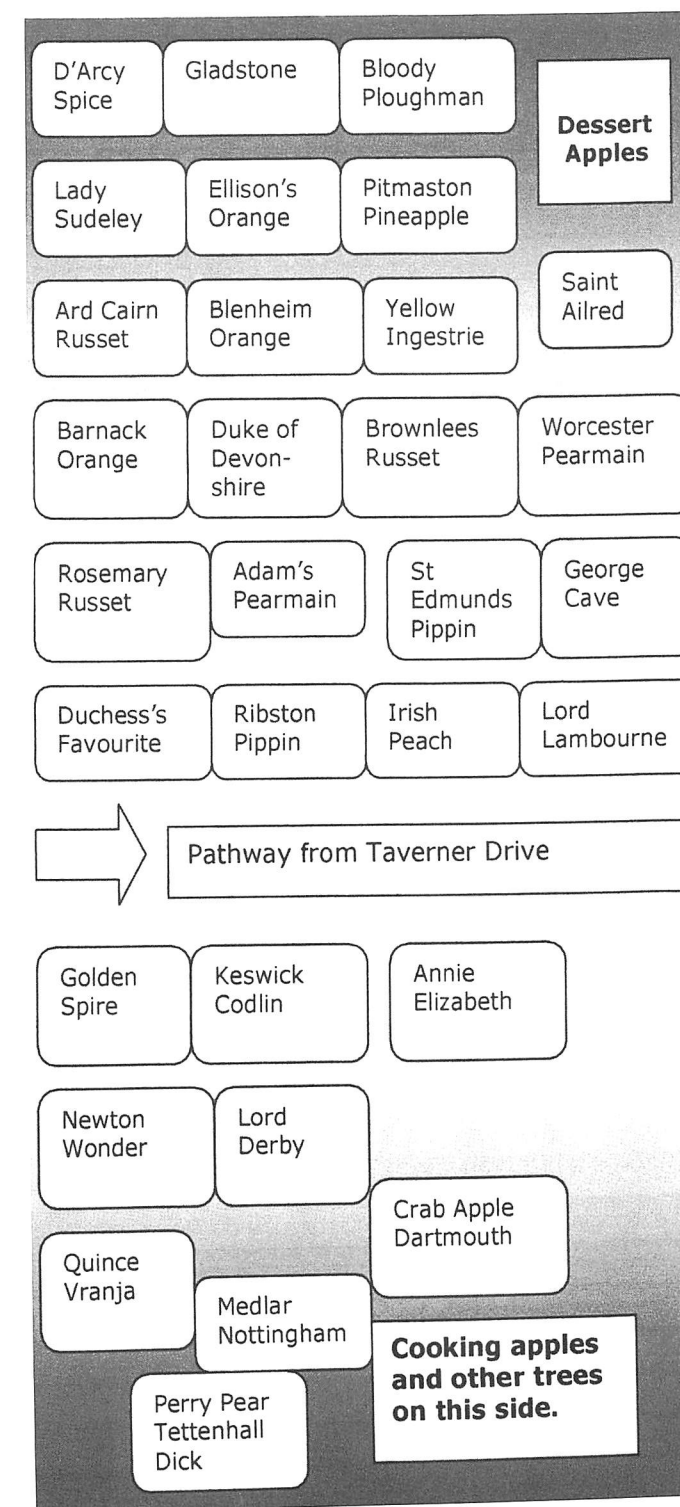 D'Arcy
Spice
Gladstone
Bloody
Ploughman
Dessert
Apples
Lady
Sudeley
Ellison's
Orange
Pitmaston
Pineapple
Saint
Ailred
Ard Cairn
Russet
Blenheim
Orange
Yellow
Ingestrie
Barnack
Orange
Duke of
Devon-
shire
Brownlees
Russet
Worcester
Pearmain
Rosemary
Russet
Adam's
Pearmain
St
Edmunds
Pippin
George
Cave
Duchess's
Favourite
Ribston
Pippin
Irish
Peach
Lord
Lambourne
Pathway from Taverner Drive
Golden
Spire
Keswick
Codlin
Annie
Elizabeth
Newton
Wonder
Lord
Derby
Crab Apple
Dartmouth
Quince
Vranja
Medlar
Nottingham
Cooking apples
and other trees
on this side.
Perry Pear
Tettenhall
Dick